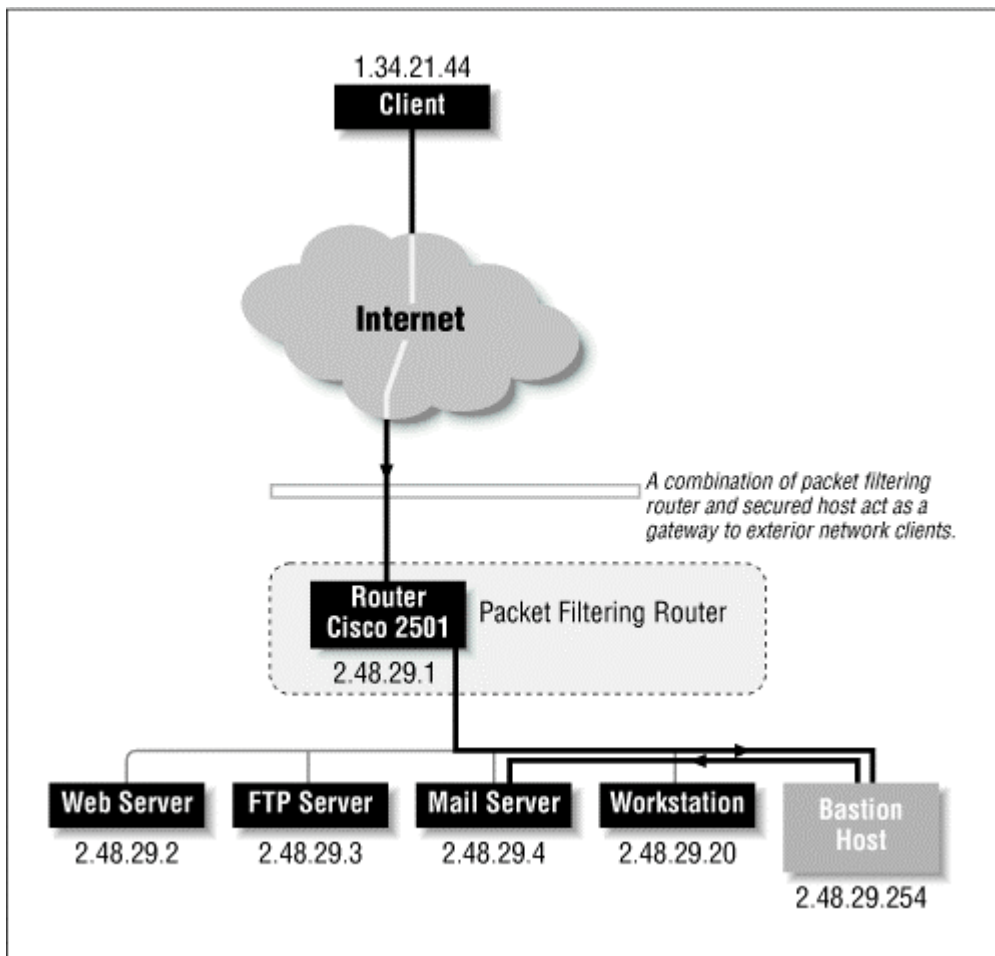 1.34.21.44
Client
Internet
A combination of packet filtering
router and secured host act as a
gateway to exterior network clients.
Router
Cisco 2501
Packet Filtering Router
2.48.29.1
Web Server
FTP Server
Mail Server
Workstation
Bastion
Host
2.48.29.2
2.48.29.3
2.48.29.4
2.48.29.20
2.48.29.254